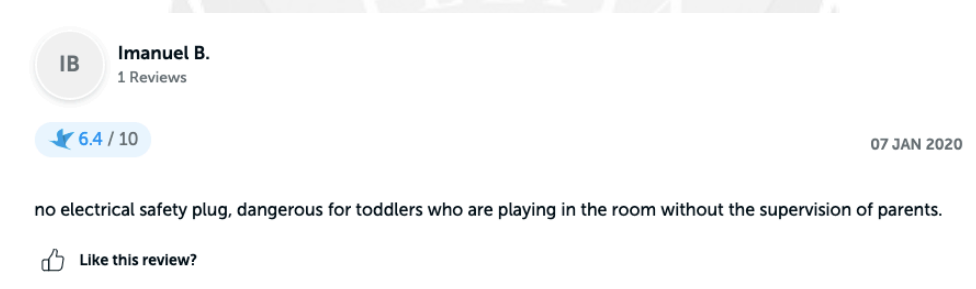 IB
Imanuel B.
1 Reviews
6.4 / 10
07 JAN 2020
no electrical safety plug, dangerous for toddlers who are playing in the room without the supervision of parents.
Like this review?